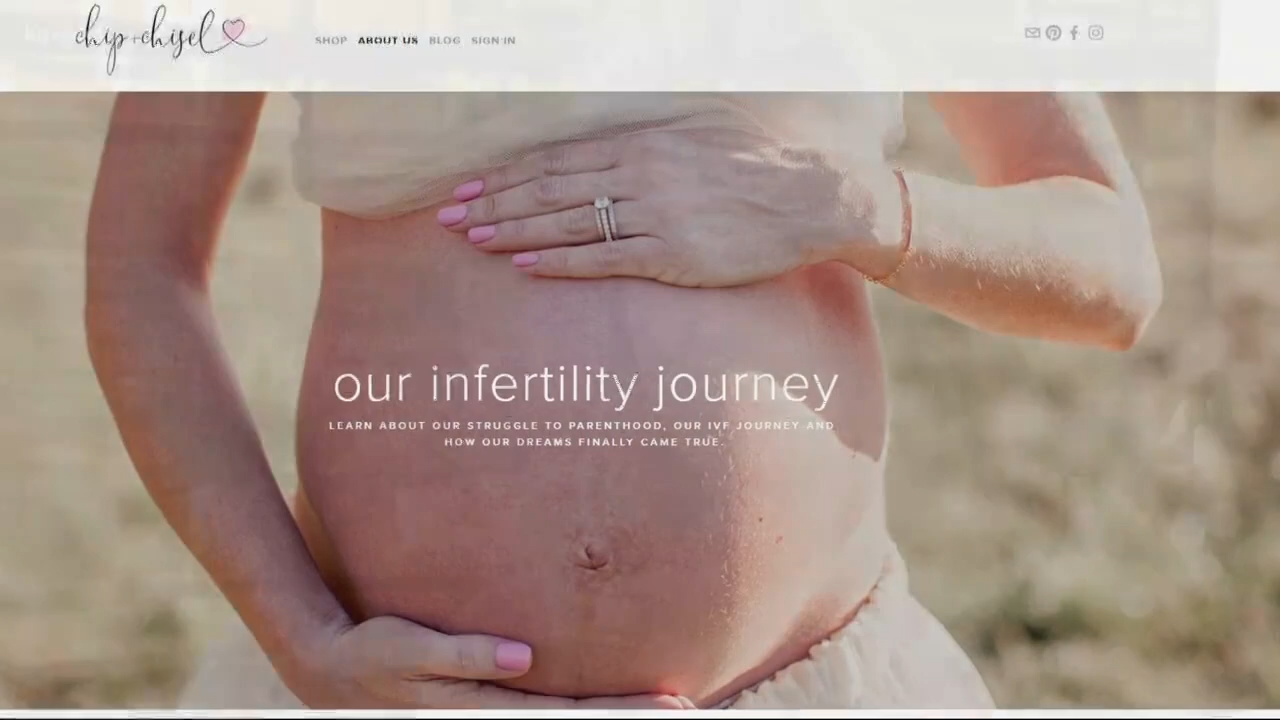 chip + chisel
SHOP ABOUT US BLOG SIGN IN
our infertility journey
LEARN ABOUT OUR STRUGGLE TO PARENTHOOD, OUR IVF JOURNEY AND
HOW OUR DREAMS FINALLY CAME TRUE.